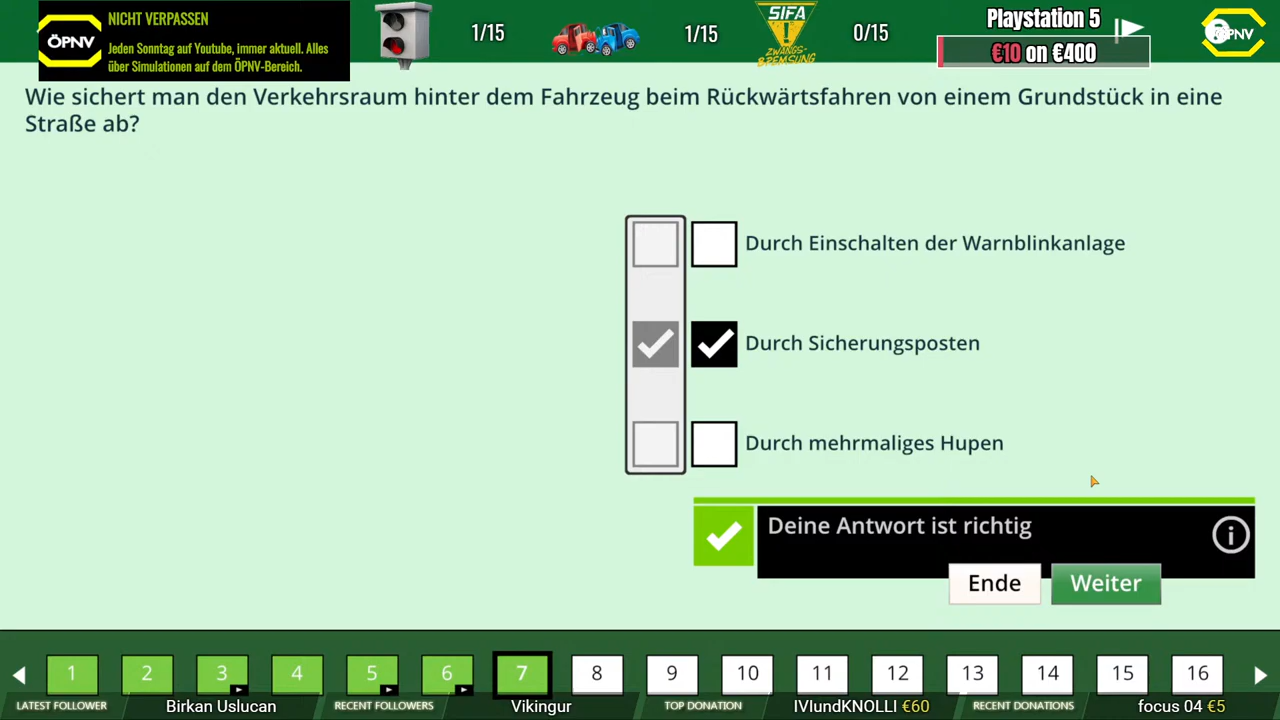 ÖPNV
NICHT VERPASSEN
Jeden Sonntag auf Youtube, immer aktuell. Alles
über Simulationen auf dem ÖPNV-Bereich.
1/15
1/15
SIFA
ZWANGS-
BREMSUNG
0/15
Playstation 5
€10 on €400
ÖPNV
Wie sichert man den Verkehrsraum hinter dem Fahrzeug beim Rückwärtsfahren von einem Grundstück in eine
Straße ab?
Durch Einschalten der Warnblinkanlage
Durch Sicherungsposten
Durch mehrmaliges Hupen
Deine Antwort ist richtig
Ende
Weiter
1 2 3 4 5 6 7 8 9 10 11 12 13 14 15 16
LATEST FOLLOWER Birkan Uslucan RECENT FOLLOWERS Vikingur TOP DONATION IVIundKNOLLI €60 RECENT DONATIONS focus 04 €5